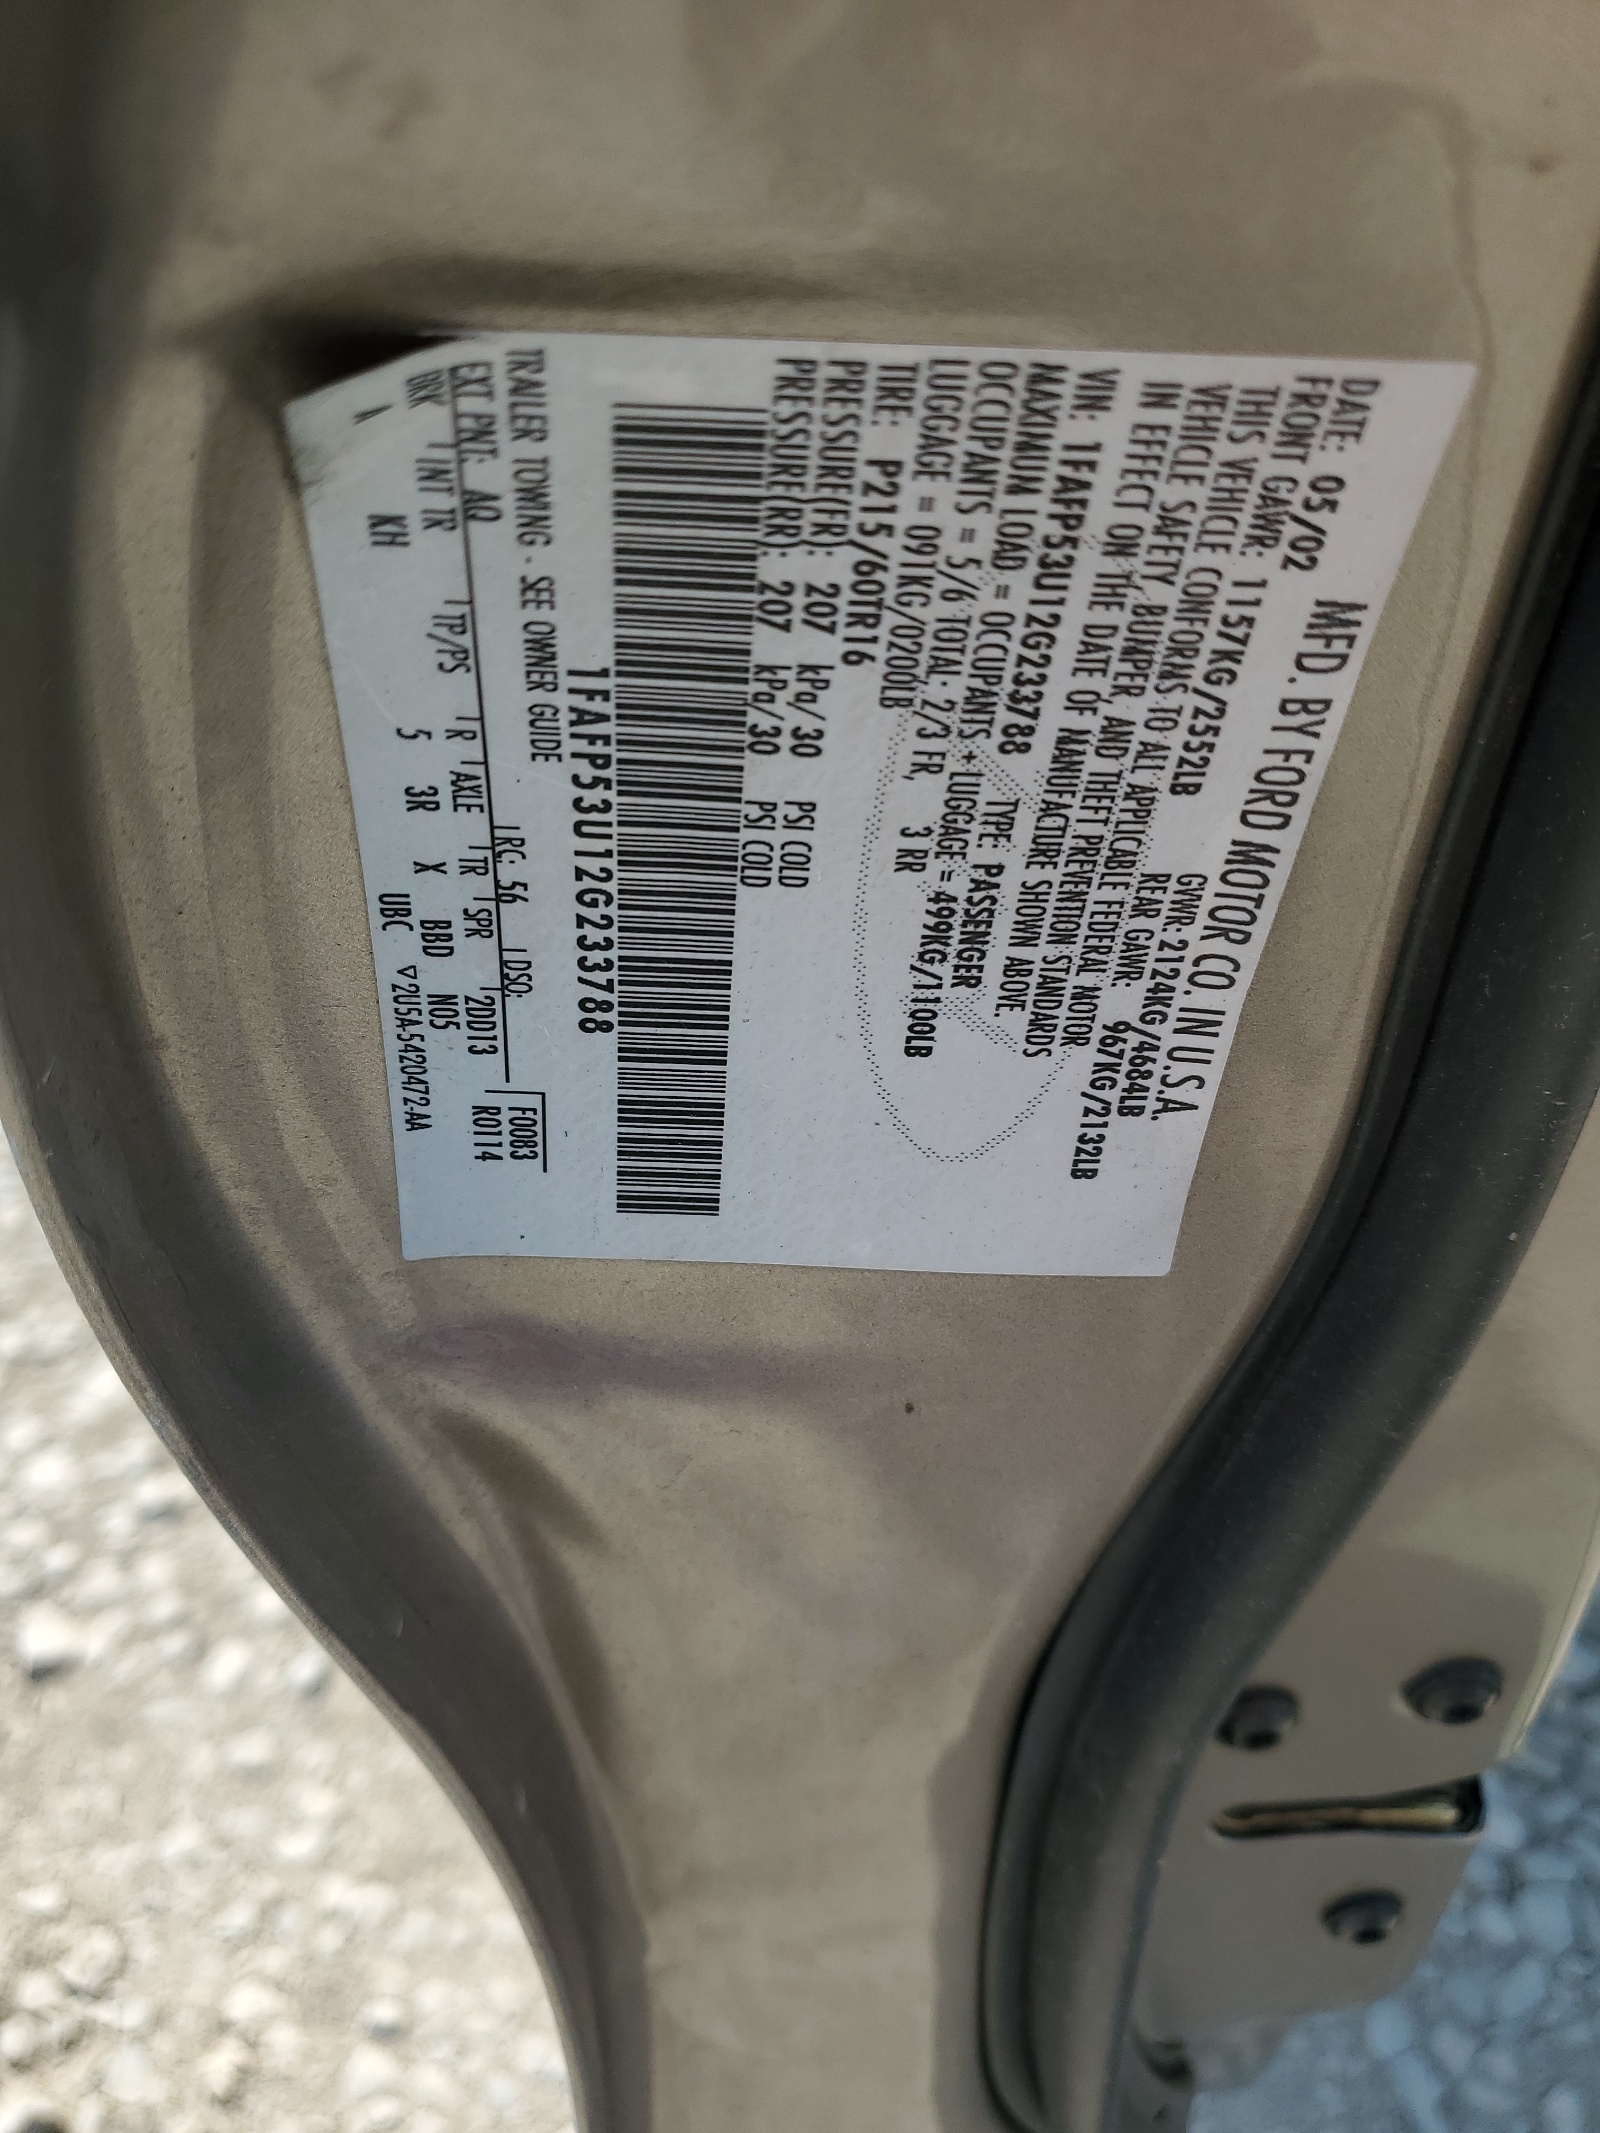 MFD. BY FORD MOTOR CO. IN U.S.A.
DATE: 05/02 GVWR: 2124KG/4684LB
FRONT GAWR: 1157KG/2552LB REAR GAWR: 967KG/2132LB
THIS VEHICLE CONFORMS TO ALL APPLICABLE FEDERAL MOTOR
VEHICLE SAFETY, BUMPER, AND THEFT PREVENTION STANDARDS
IN EFFECT ON THE DATE OF MANUFACTURE SHOWN ABOVE.
VIN: 1FAFP53U12G233788 TYPE: PASSENGER
MAXIMUM LOAD = OCCUPANTS + LUGGAGE = 499KG/1100LB
OCCUPANTS = 5/6 TOTAL, 2/3 FR, 3 RR
LUGGAGE = 091KG/0200LB
TIRE: P215/60TR16
PRESSURE(FR): 207 kPa/30 PSI COLD
PRESSURE(RR): 207 kPa/30 PSI COLD
1FAFP53U12G233788
TRAILER TOWING - SEE OWNER GUIDE
F0083
R0114
EXT PNT: AQ RC: 56 DSO:
BRK INT TR TP/PS R AXLE TR SPR 2DD13
A KH 5 3R X BBD N05
UBC ▽2U5A-5420472-AA